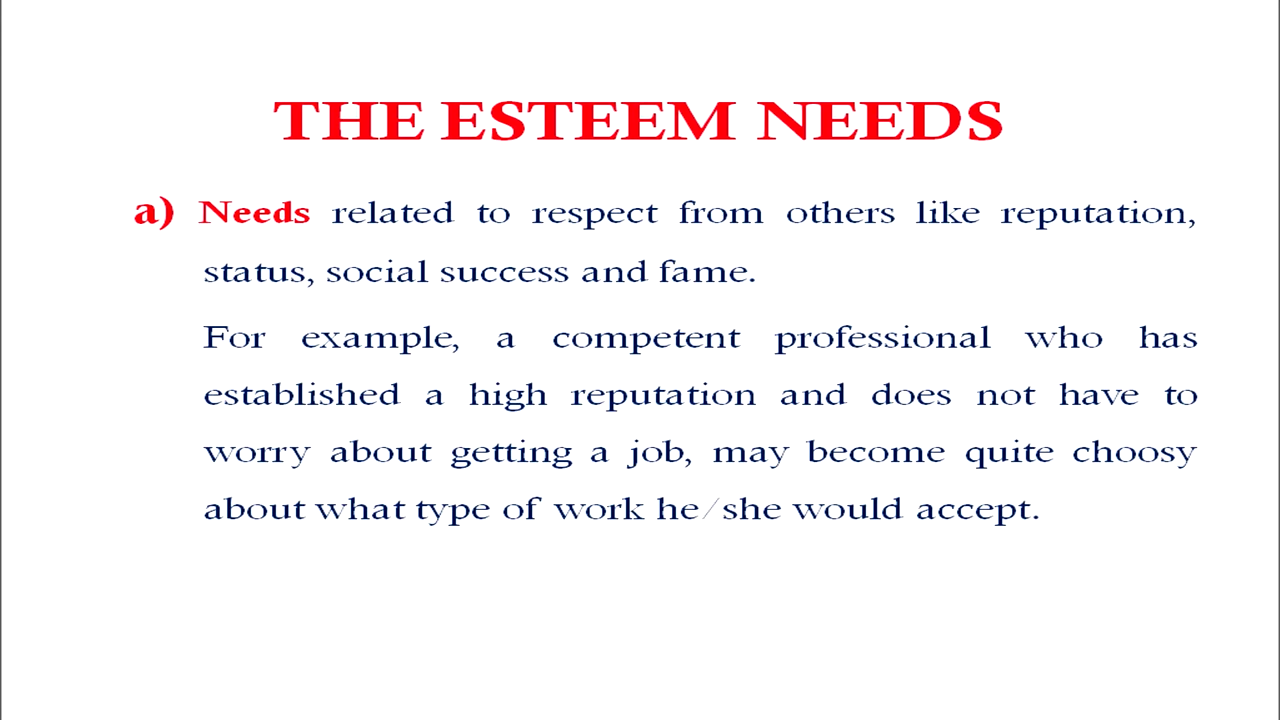 THE ESTEEM NEEDS
a) Needs related to respect from others like reputation,
status, social success and fame.
For example, a competent professional who has
established a high reputation and does not have to
worry about getting a job, may become quite choosy
about what type of work he/she would accept.